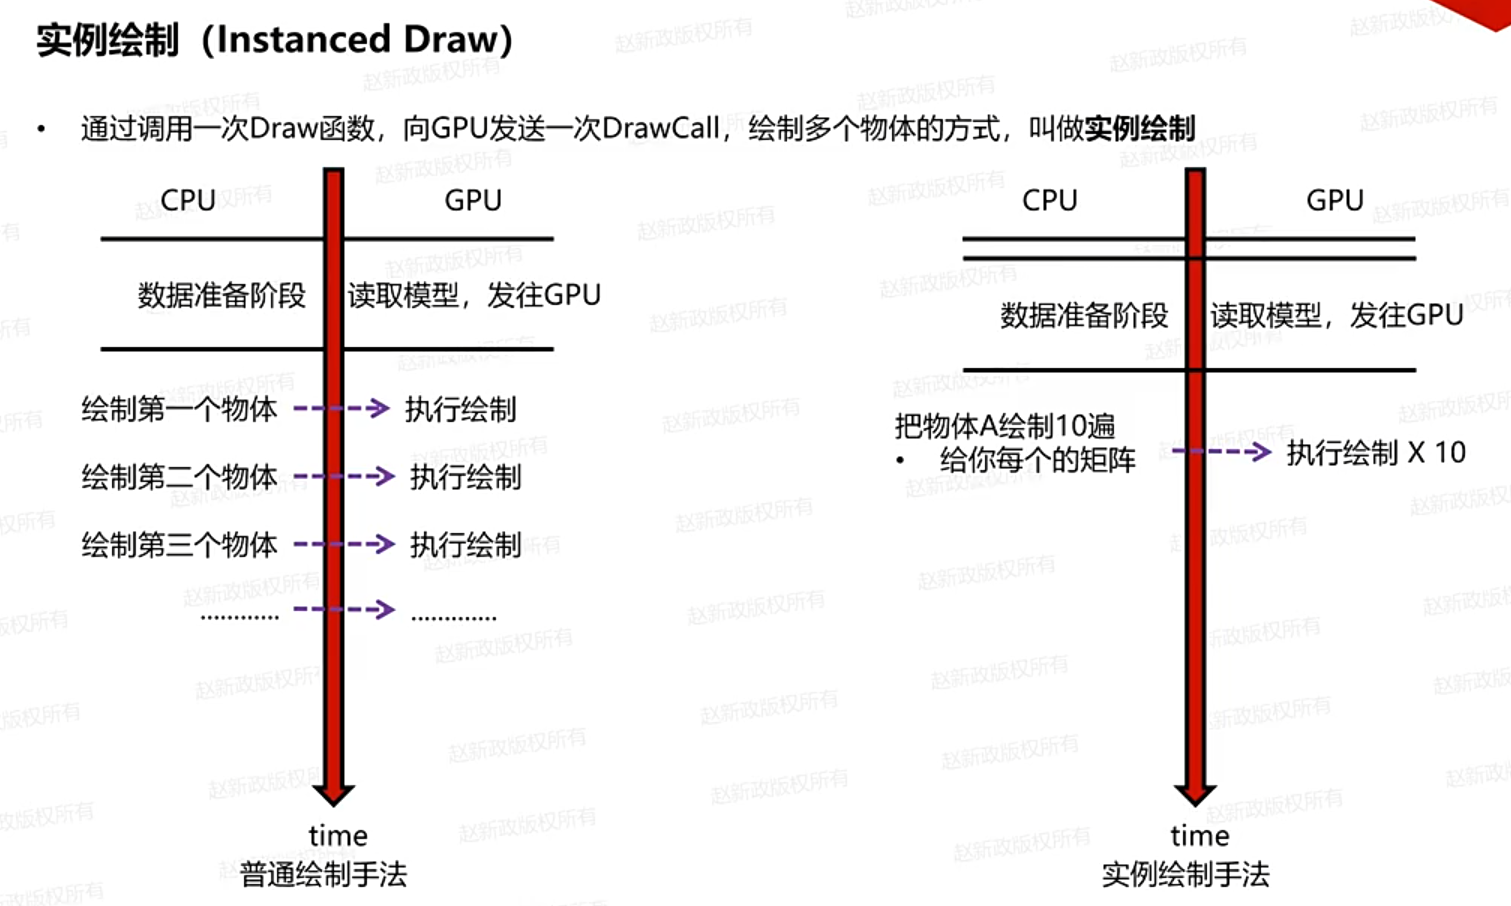 实例绘制（Instanced Draw）
• 通过调用一次Draw函数，向GPU发送一次DrawCall，绘制多个物体的方式，叫做实例绘制
CPU
GPU
数据准备阶段
读取模型，发往GPU
绘制第一个物体
执行绘制
绘制第二个物体
执行绘制
绘制第三个物体
执行绘制
............
.............
time
普通绘制手法
CPU
GPU
数据准备阶段
读取模型，发往GPU
把物体A绘制10遍
• 给你每个的矩阵
执行绘制 X 10
time
实例绘制手法
赵新政版权所有